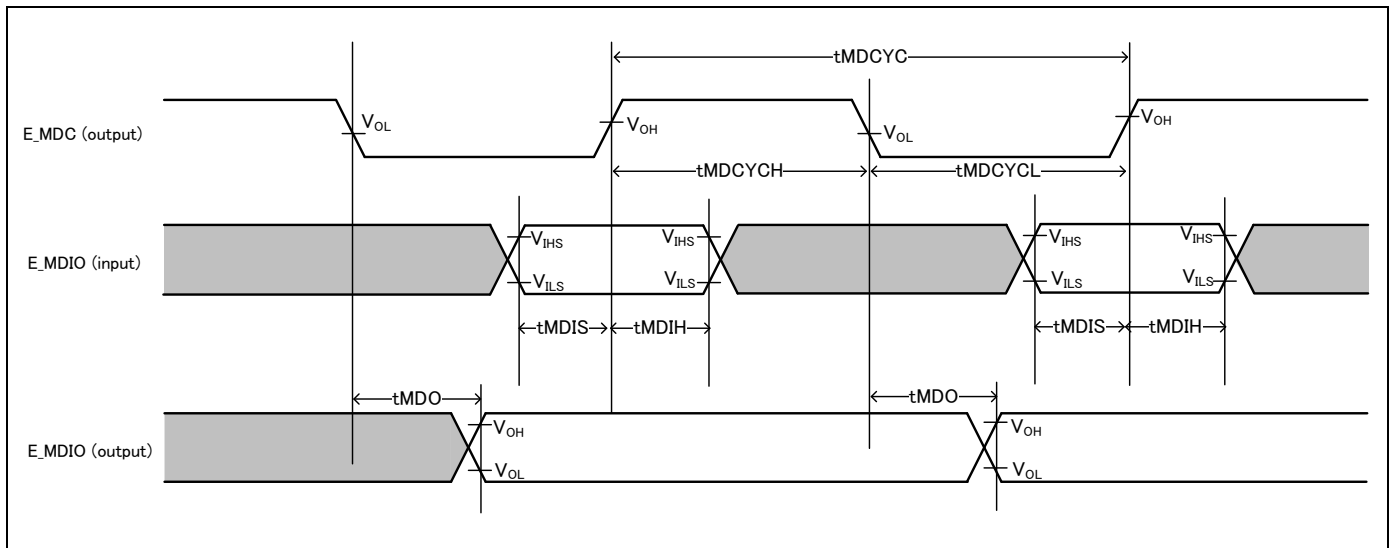 tMDCYC
E_MDC (output)
VOL
VOH
VOL
VOH
tMDCYCH
tMDCYCL
E_MDIO (input)
VIHS
VIHS
VIHS
VIHS
VILS
VILS
VILS
VILS
tMDIS
tMDIH
tMDIS
tMDIH
tMDO
tMDO
E_MDIO (output)
VOH
VOH
VOL
VOL